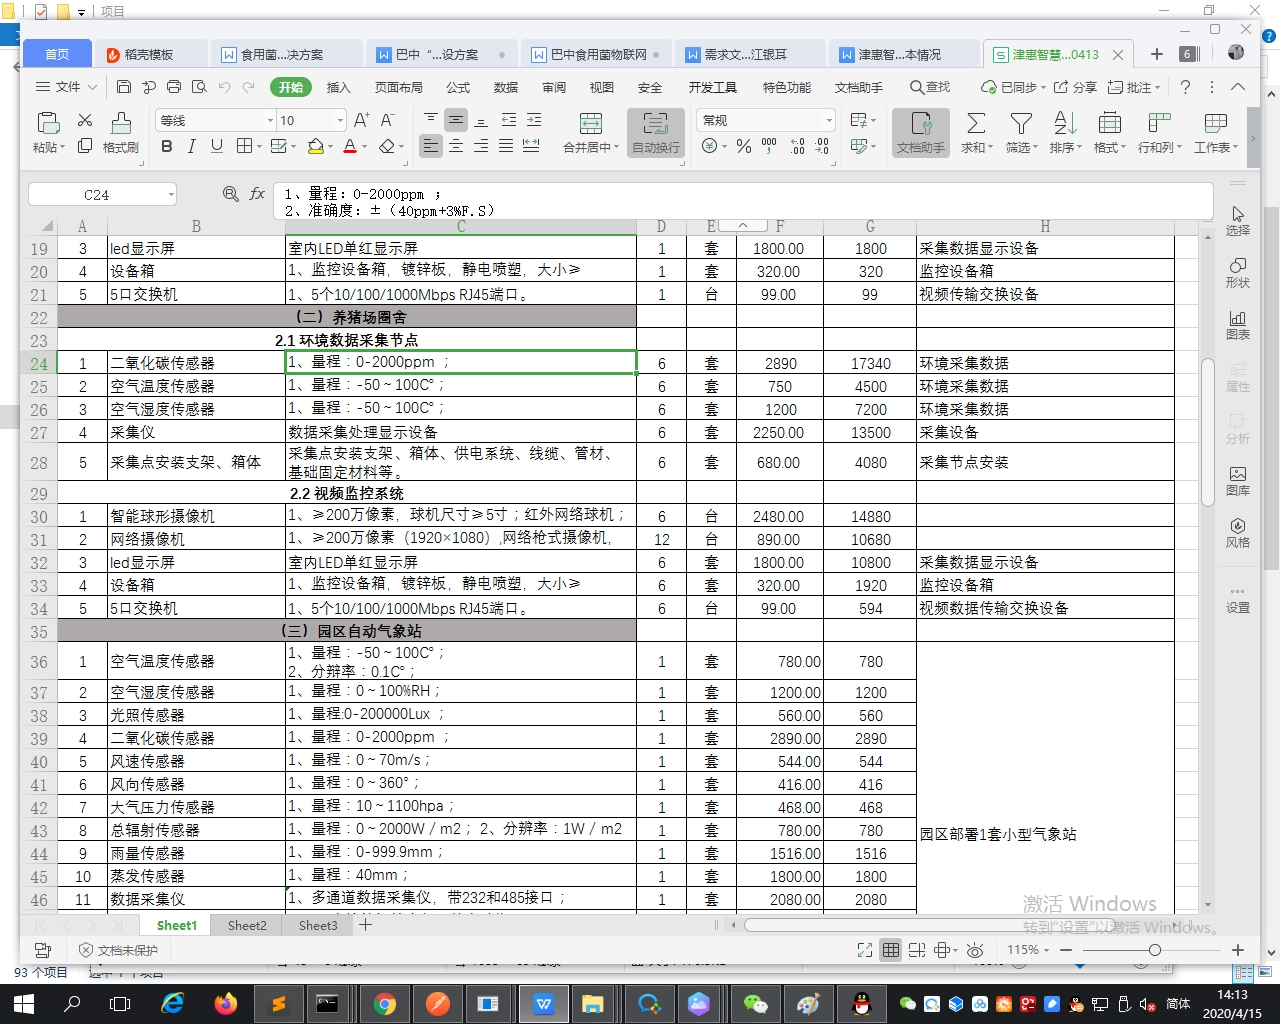 项目
首页
稻壳模板
食用菌...决方案
巴中“...设方案
巴中食用菌物联网
需求文...江银耳
津惠智...本情况
津惠智慧...0413
6
文件
开始
插入
页面布局
公式
数据
审阅
视图
安全
开发工具
特色功能
文档助手
查找
已同步
分享
批注
粘贴
格式刷
等线
10
合并居中
自动换行
常规
文档助手
求和
筛选
排序
格式
行和列
工作表
C24
fx
1、量程：0-2000ppm ；
2、准确度：±（40ppm+3%F.S）
A B C D E F G H
19 3 led显示屏 室内LED单红显示屏 1 套 1800.00 1800 采集数据显示设备
20 4 设备箱 1、监控设备箱，镀锌板，静电喷塑，大小≥ 1 套 320.00 320 监控设备箱
21 5 5口交换机 1、5个10/100/1000Mbps RJ45端口。 1 台 99.00 99 视频传输交换设备
22 （二）养猪场圈舍
23 2.1 环境数据采集节点
24 1 二氧化碳传感器 1、量程：0-2000ppm ； 6 套 2890 17340 环境采集数据
25 2 空气温度传感器 1、量程：-50～100C°； 6 套 750 4500 环境采集数据
26 3 空气湿度传感器 1、量程：-50～100C°； 6 套 1200 7200 环境采集数据
27 4 采集仪 数据采集处理显示设备 6 套 2250.00 13500 采集设备
28 5 采集点安装支架、箱体 采集点安装支架、箱体、供电系统、线缆、管材、
基础固定材料等。 6 套 680.00 4080 采集节点安装
29 2.2 视频监控系统
30 1 智能球形摄像机 1、≥200万像素，球机尺寸≥5寸；红外网络球机； 6 台 2480.00 14880
31 2 网络摄像机 1、≥200万像素（1920×1080）,网络枪式摄像机, 12 台 890.00 10680
32 3 led显示屏 室内LED单红显示屏 6 套 1800.00 10800 采集数据显示设备
33 4 设备箱 1、监控设备箱，镀锌板，静电喷塑，大小≥ 6 套 320.00 1920 监控设备箱
34 5 5口交换机 1、5个10/100/1000Mbps RJ45端口。 6 台 99.00 594 视频数据传输交换设备
35 （三）园区自动气象站
36 1 空气温度传感器 1、量程：-50～100C°；
2、分辩率：0.1C°； 1 套 780.00 780
37 2 空气湿度传感器 1、量程：0～100%RH； 1 套 1200.00 1200
38 3 光照传感器 1、量程:0-200000Lux ； 1 套 560.00 560
39 4 二氧化碳传感器 1、量程：0-2000ppm ； 1 套 2890.00 2890
40 5 风速传感器 1、量程：0～70m/s； 1 套 544.00 544
41 6 风向传感器 1、量程：0～360°； 1 套 416.00 416
42 7 大气压力传感器 1、量程：10～1100hpa； 1 套 468.00 468
43 8 总辐射传感器 1、量程：0～2000W／m2； 2、分辨率：1W／m2 1 套 780.00 780 园区部署1套小型气象站
44 9 雨量传感器 1、量程：0-999.9mm； 1 套 1516.00 1516
45 10 蒸发传感器 1、量程：40mm； 1 套 1800.00 1800
46 11 数据采集仪 1、多通道数据采集仪，带232和485接口； 1 套 2080.00 2080
选择
形状
图表
属性
分析
图库
风格
设置
激活 Windows
转到“设置”以激活 Windows。
Sheet1
Sheet2
Sheet3
文档未保护
115%
93 个项目
简体
14:13
2020/4/15